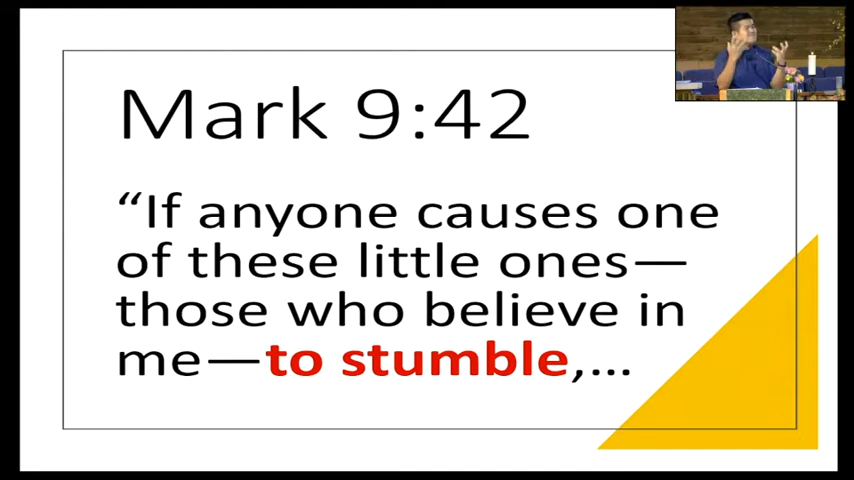 Mark 9:42
“If anyone causes one
of these little ones—
those who believe in
me—to stumble,...